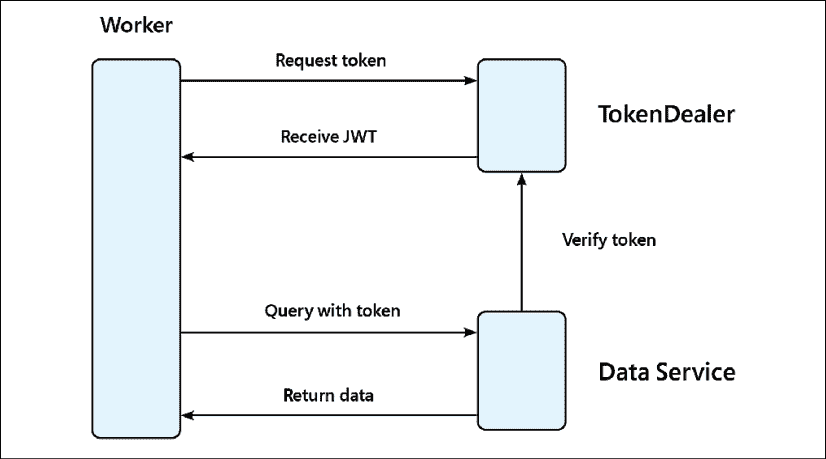 Worker
Request token
TokenDealer
Receive JWT
Verify token
Query with token
Data Service
Return data